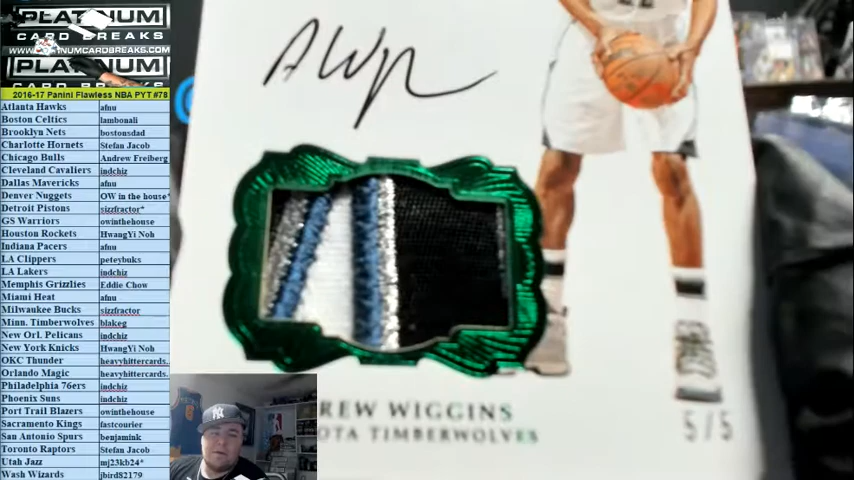 PLATINUM
CARD BREAKS
PLATINUM
CARD BREAKS
2016-17 Panini Flawless NBA PYT #78
Atlanta Hawks afnu
Boston Celtics lambonali
Brooklyn Nets bostonsdad
Charlotte Hornets Stefan Jacob
Chicago Bulls Andrew Freiberg
Cleveland Cavaliers indchiz
Dallas Mavericks afnu
Denver Nuggets OW in the house*
Detroit Pistons sizzfractor*
GS Warriors owinthehouse
Houston Rockets HwangYi Noh
Indiana Pacers afnu
LA Clippers peteybuks
LA Lakers indchiz
Memphis Grizzlies Eddie Chow
Miami Heat afnu
Milwaukee Bucks sizzfractor
Minn. Timberwolves blakeg
New Orl. Pelicans indchiz
New York Knicks HwangYi Noh
OKC Thunder heavyhittercards.
Orlando Magic heavyhittercards.
Philadelphia 76ers indchiz
Phoenix Suns indchiz
Port Trail Blazers owinthehouse
Sacramento Kings fastcourier
San Antonio Spurs benjamink
Toronto Raptors Stefan Jacob
Utah Jazz mj23kb24*
Wash Wizards jbird82179
REW WIGGINS
OTA TIMBERWOLVES
5/5